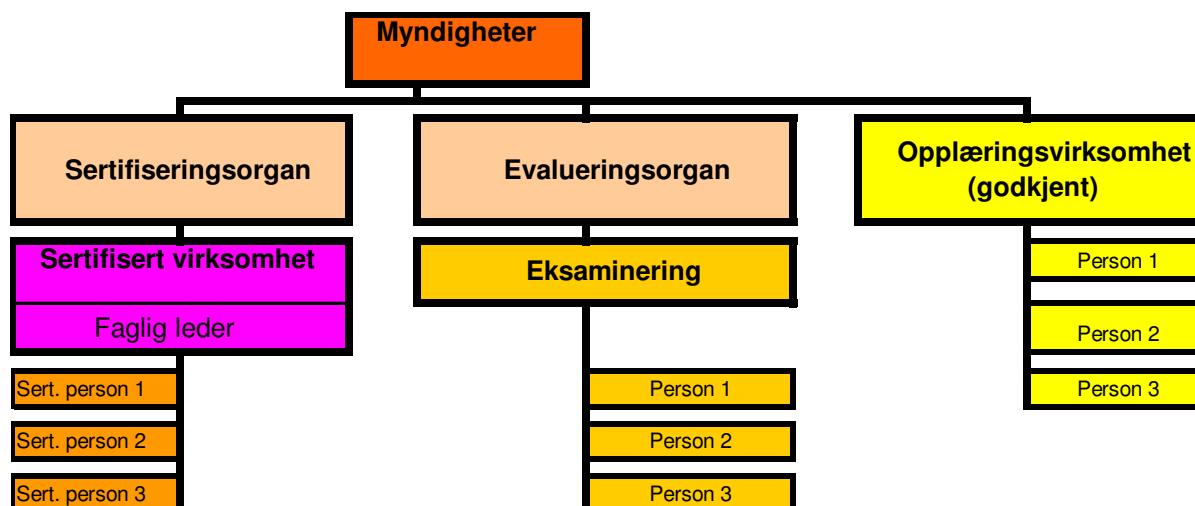 Myndigheter
Sertifiseringsorgan
Evalueringsorgan
Opplæringsvirksomhet
(godkjent)
Sertifisert virksomhet
Faglig leder
Eksaminering
Sert. person 1
Sert. person 2
Sert. person 3
Person 1
Person 2
Person 3
Person 1
Person 2
Person 3